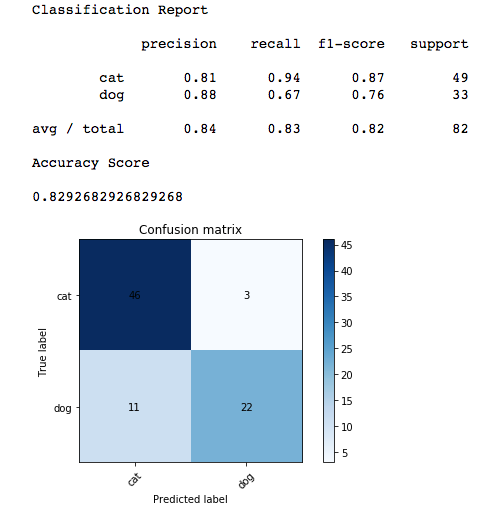 Classification Report
precision recall f1-score support
cat 0.81 0.94 0.87 49
dog 0.88 0.67 0.76 33
avg / total 0.84 0.83 0.82 82
Accuracy Score
0.8292682926829268
Confusion matrix
True label
cat 46 3
dog 11 22
cat dog
Predicted label
45
40
35
30
25
20
15
10
5